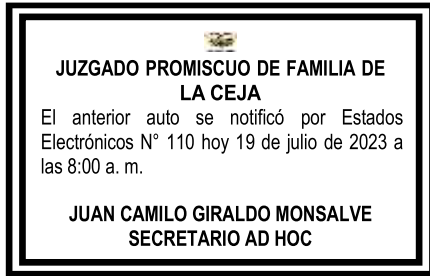 JUZGADO PROMISCUO DE FAMILIA DE
LA CEJA
El anterior auto se notificó por Estados
Electrónicos N° 110 hoy 19 de julio de 2023 a
las 8:00 a. m.
JUAN CAMILO GIRALDO MONSALVE
SECRETARIO AD HOC